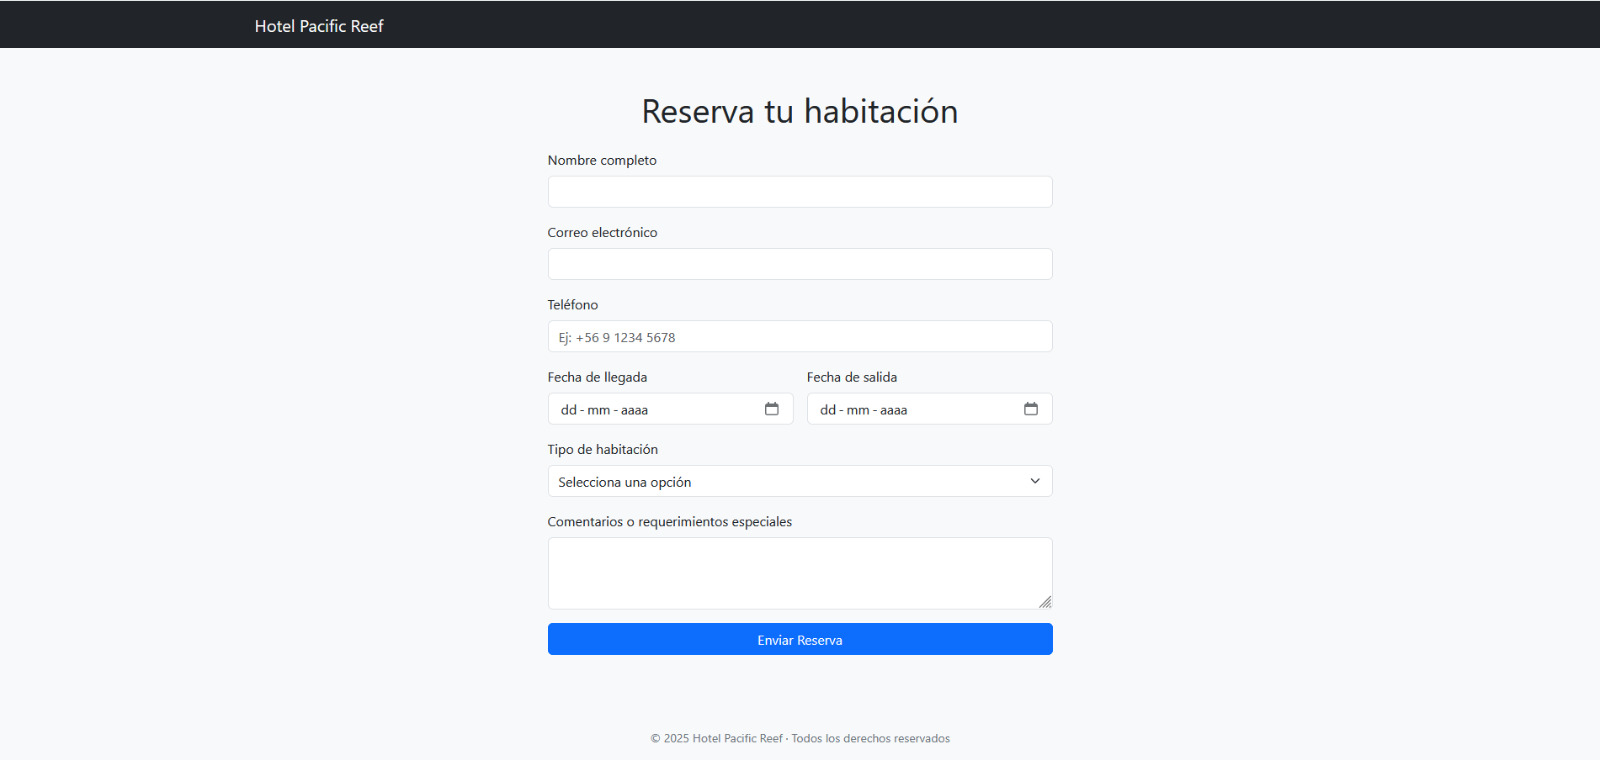 Hotel Pacific Reef
Reserva tu habitación
Nombre completo
Correo electrónico
Teléfono
Ej: +56 9 1234 5678
Fecha de llegada Fecha de salida
dd - mm - aaaa dd - mm - aaaa
Tipo de habitación
Selecciona una opción
Comentarios o requerimientos especiales
Enviar Reserva
© 2025 Hotel Pacific Reef · Todos los derechos reservados